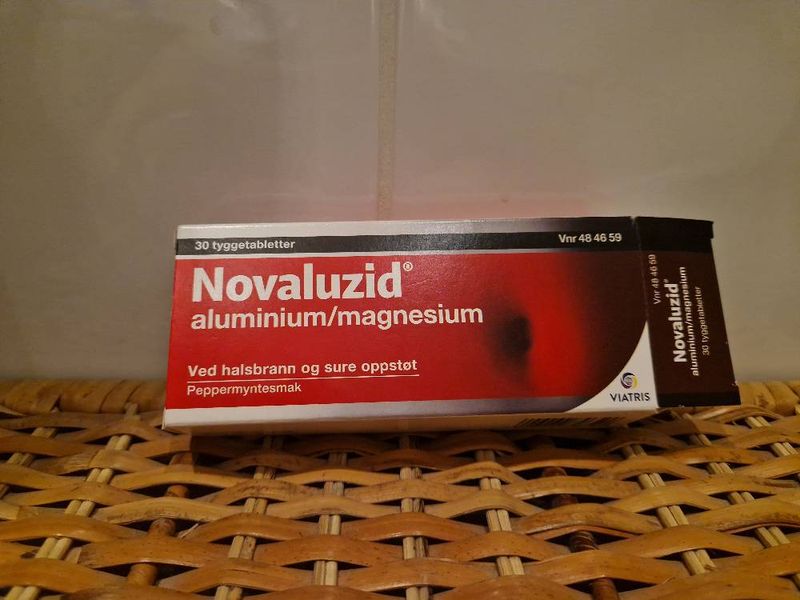 30 tyggetabletter
Vnr 48 46 59
Novaluzid®
aluminium/magnesium
Ved halsbrann og sure oppstøt
Peppermyntesmak
VIATRIS
Vnr 48 46 59
Novaluzid®
aluminium/magnesium
30 tyggetabletter